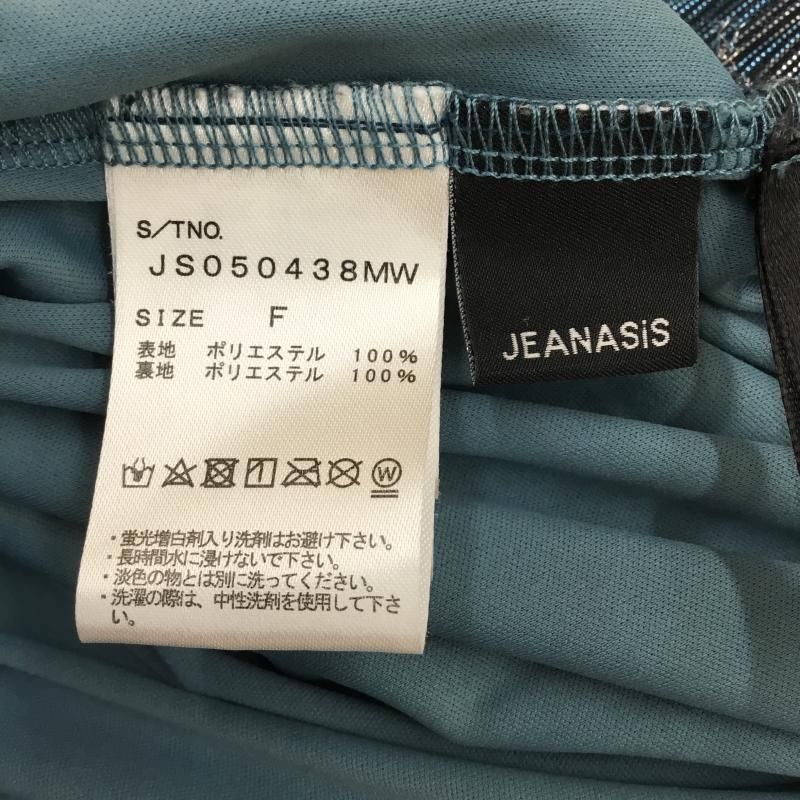 S/TNO.
JS050438MW
SIZE F
表地 ポリエステル 100%
裏地 ポリエステル 100%
W
・蛍光増白剤入り洗剤はお避け下さい。
・長時間水に浸けないで下さい。
・淡色の物とは別に洗ってください。
・洗濯の際は、中性洗剤を使用して下さ
い。
JEANASiS